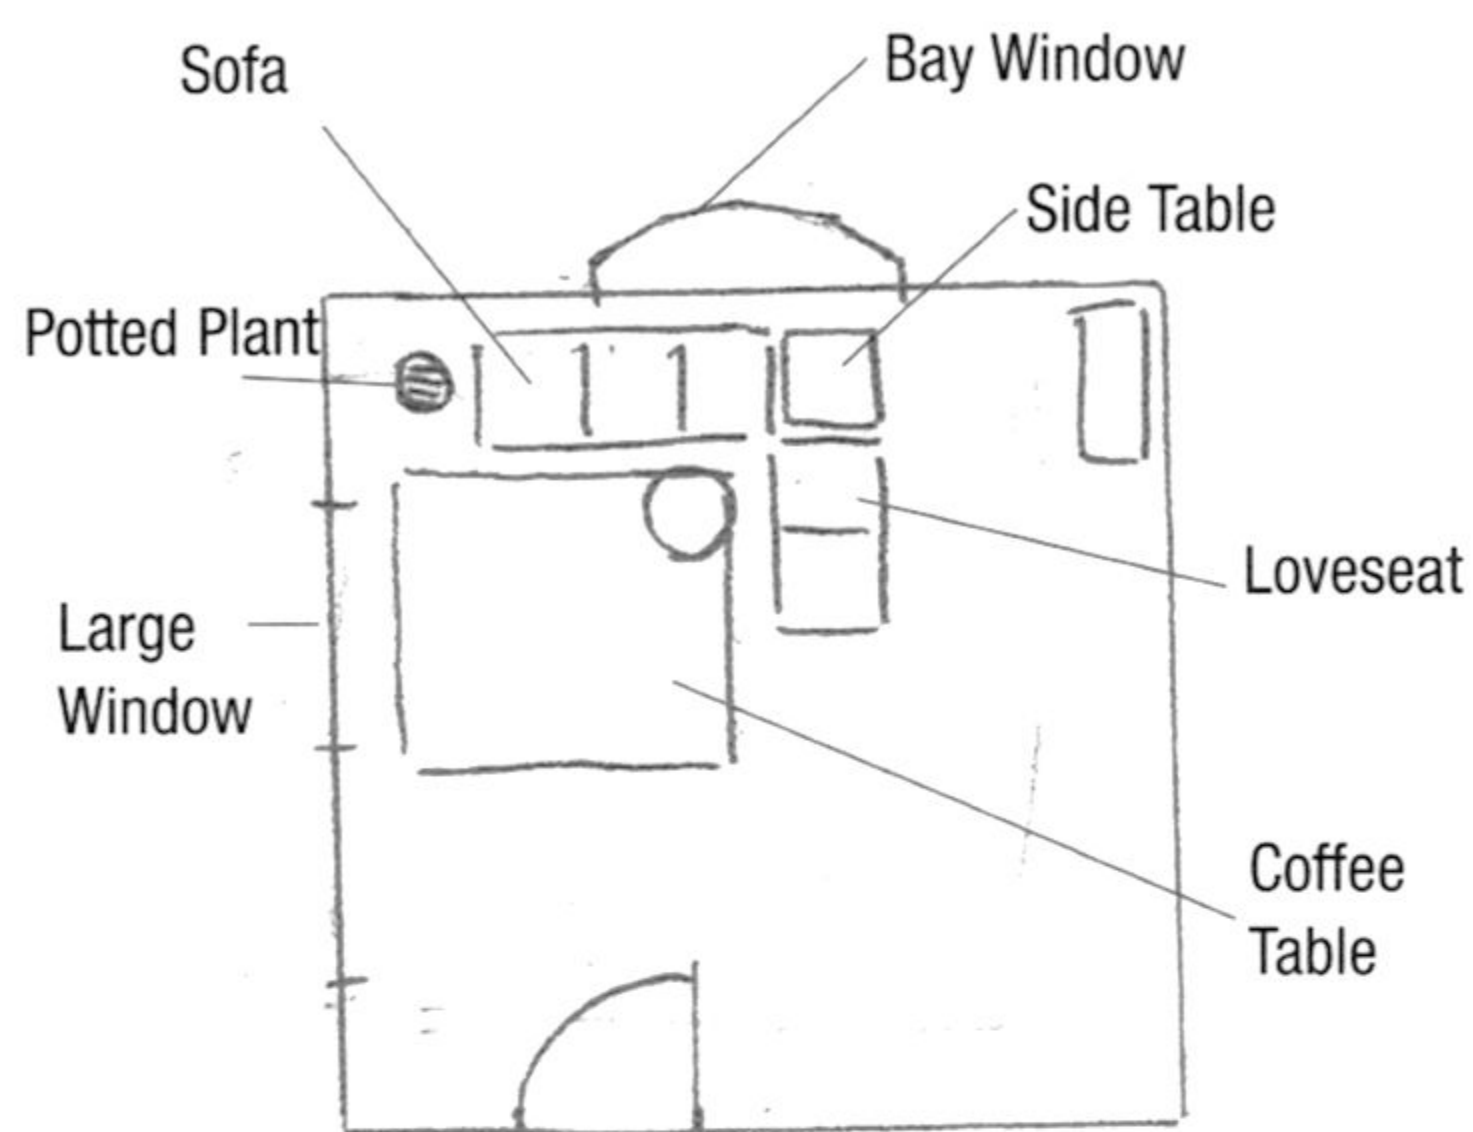 Sofa
Bay Window
Side Table
Potted Plant
Loveseat
Large
Window
Coffee
Table